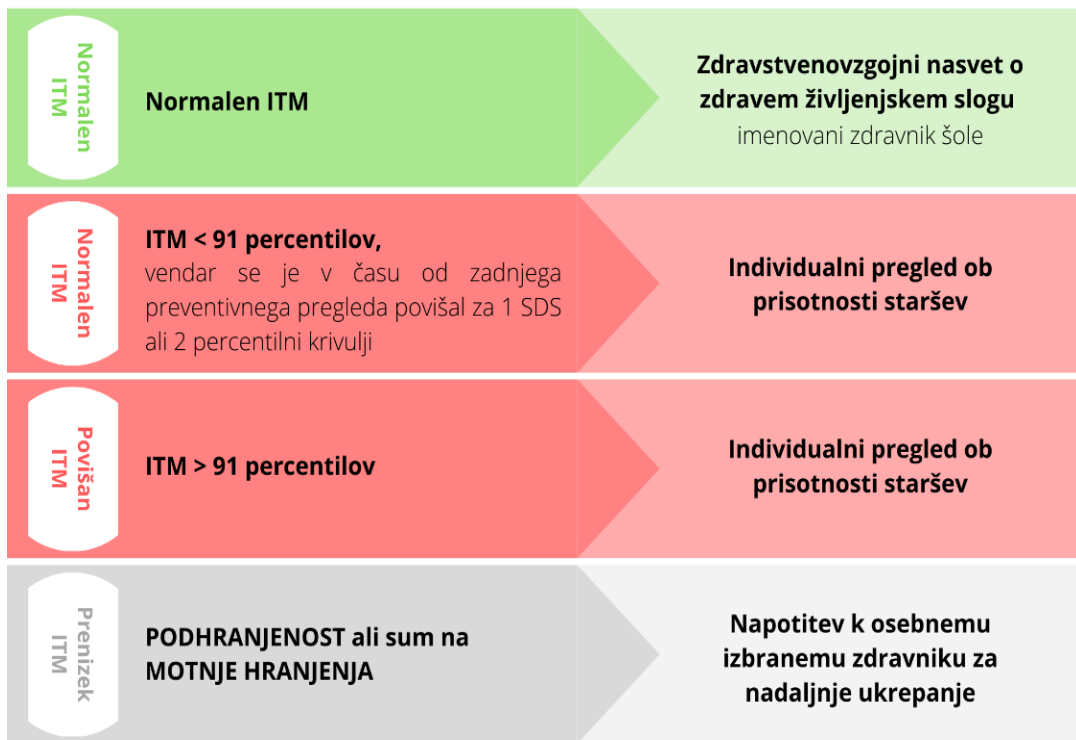 Normalen
ITM
Normalen ITM
Zdravstvenovzgojni nasvet o
zdravem življenjskem slogu
imenovani zdravnik šole
Normalen
ITM
ITM < 91 percentilov,
vendar se je v času od zadnjega
preventivnega pregleda povišal za 1 SDS
ali 2 percentilni krivulji
Individualni pregled ob
prisotnosti staršev
Povišan
ITM
ITM > 91 percentilov
Individualni pregled ob
prisotnosti staršev
Prenizek
ITM
PODHRANJENOST ali sum na
MOTNJE HRANJENJA
Napotitev k osebnemu
izbranemu zdravniku za
nadaljnje ukrepanje